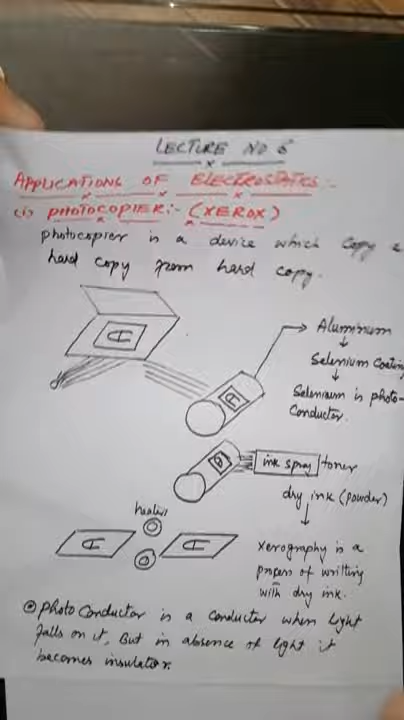 LECTURE NO 6
APPLICATIONS OF ELECTROSTATICS:-
(i) PHOTOCOPIER:- (XEROX)
photocopier is a device which copy a
hard copy from hard copy.
A
Aluminum
Selenium Coating
Selenium is photo-
Conductor.
A
A
ink spray toner
dry ink (powder)
heater
A
A
Xerography is a
process of writting
with dry ink.
photo Conductor is a conductor when light
falls on it, But in absence of light it
becomes insulator.